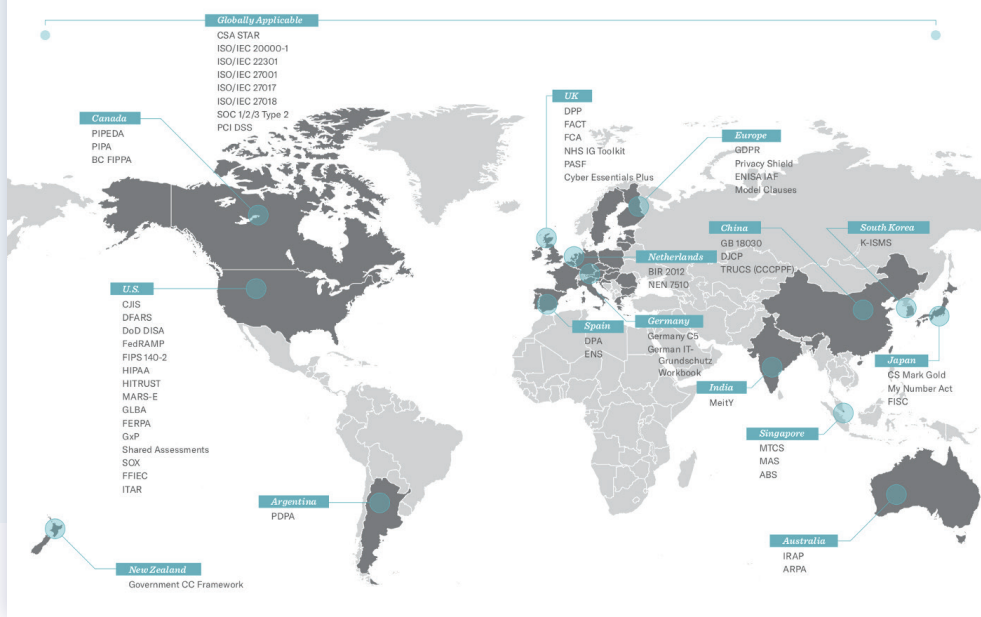 Globally Applicable
CSA STAR
ISO/IEC 20000-1
ISO/IEC 22301
ISO/IEC 27001
ISO/IEC 27017
ISO/IEC 27018
SOC 1/2/3 Type 2
PCI DSS
Canada
PIPEDA
PIPA
BC FIPPA
UK
DPP
FACT
FCA
NHS IG Toolkit
PASF
Cyber Essentials Plus
Europe
GDPR
Privacy Shield
ENISA IAF
Model Clauses
China
GB 18030
DJCP
TRUCS (CCCPPF)
South Korea
K-ISMS
Netherlands
BIR 2012
NEN 7510
U.S.
CJIS
DFARS
DoD DISA
FedRAMP
FIPS 140-2
HIPAA
HITRUST
MARS-E
GLBA
FERPA
GxP
Shared Assessments
SOX
FFIEC
ITAR
Spain
DPA
ENS
Germany
Germany C5
German IT-
Grundschutz
Workbook
Japan
CS Mark Gold
My Number Act
FISC
India
MeitY
Singapore
MTCS
MAS
ABS
Argentina
PDPA
Australia
IRAP
ARPA
New Zealand
Government CC Framework